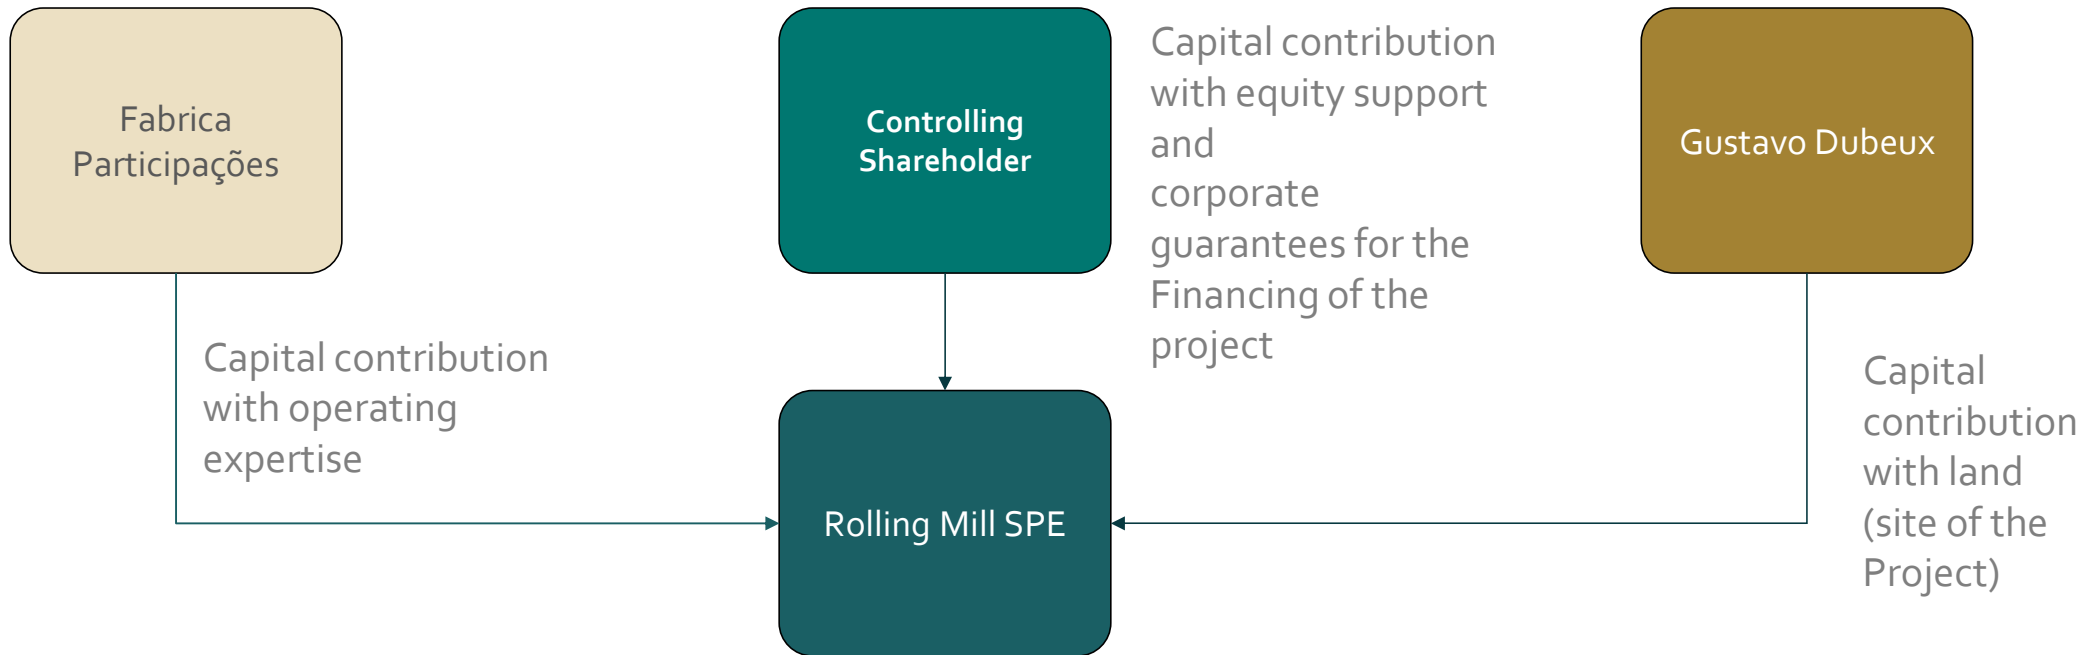 Fabrica
Participações
Controlling
Shareholder
Capital contribution
with equity support
and
corporate
guarantees for the
Financing of the
project
Gustavo Dubeux
Capital contribution
with operating
expertise
Rolling Mill SPE
Capital
contribution
with land
(site of the
Project)